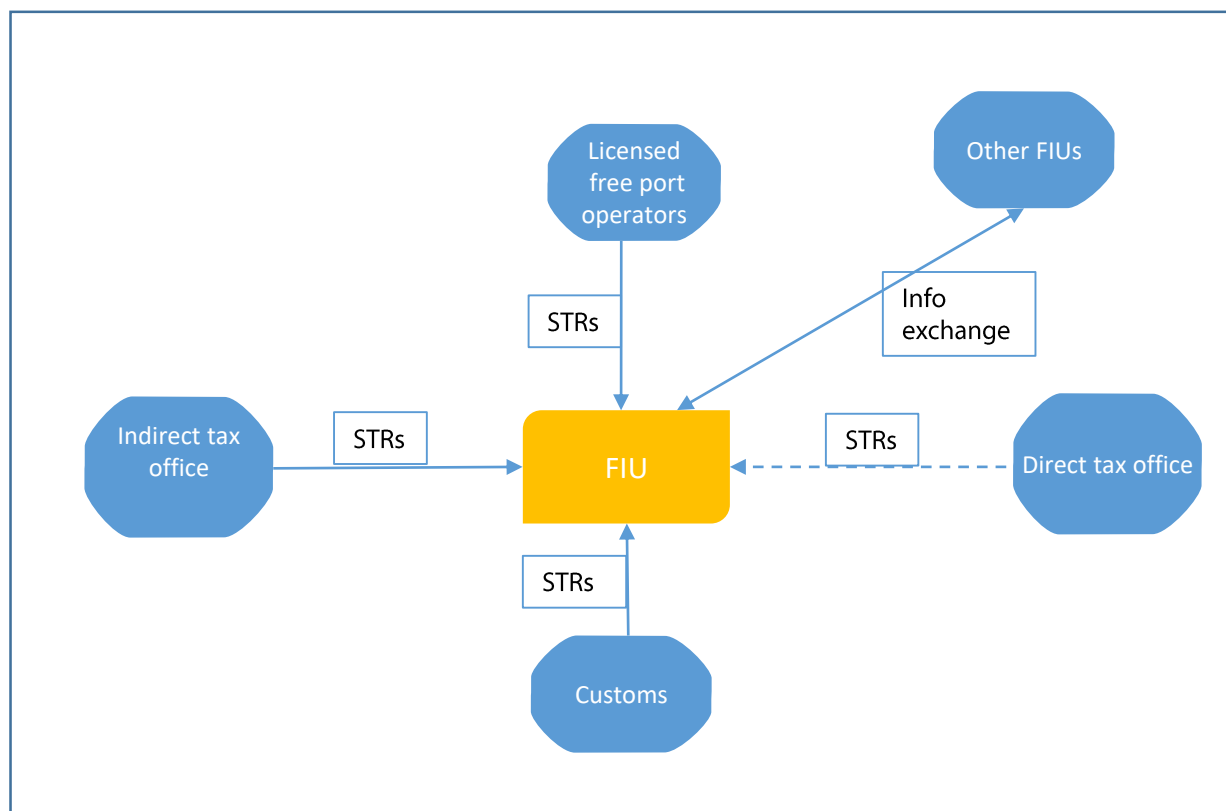 Licensed
free port
operators
Other FIUs
Info
exchange
STRs
Indirect tax
office
STRs
FIU
STRs
Direct tax office
STRs
Customs